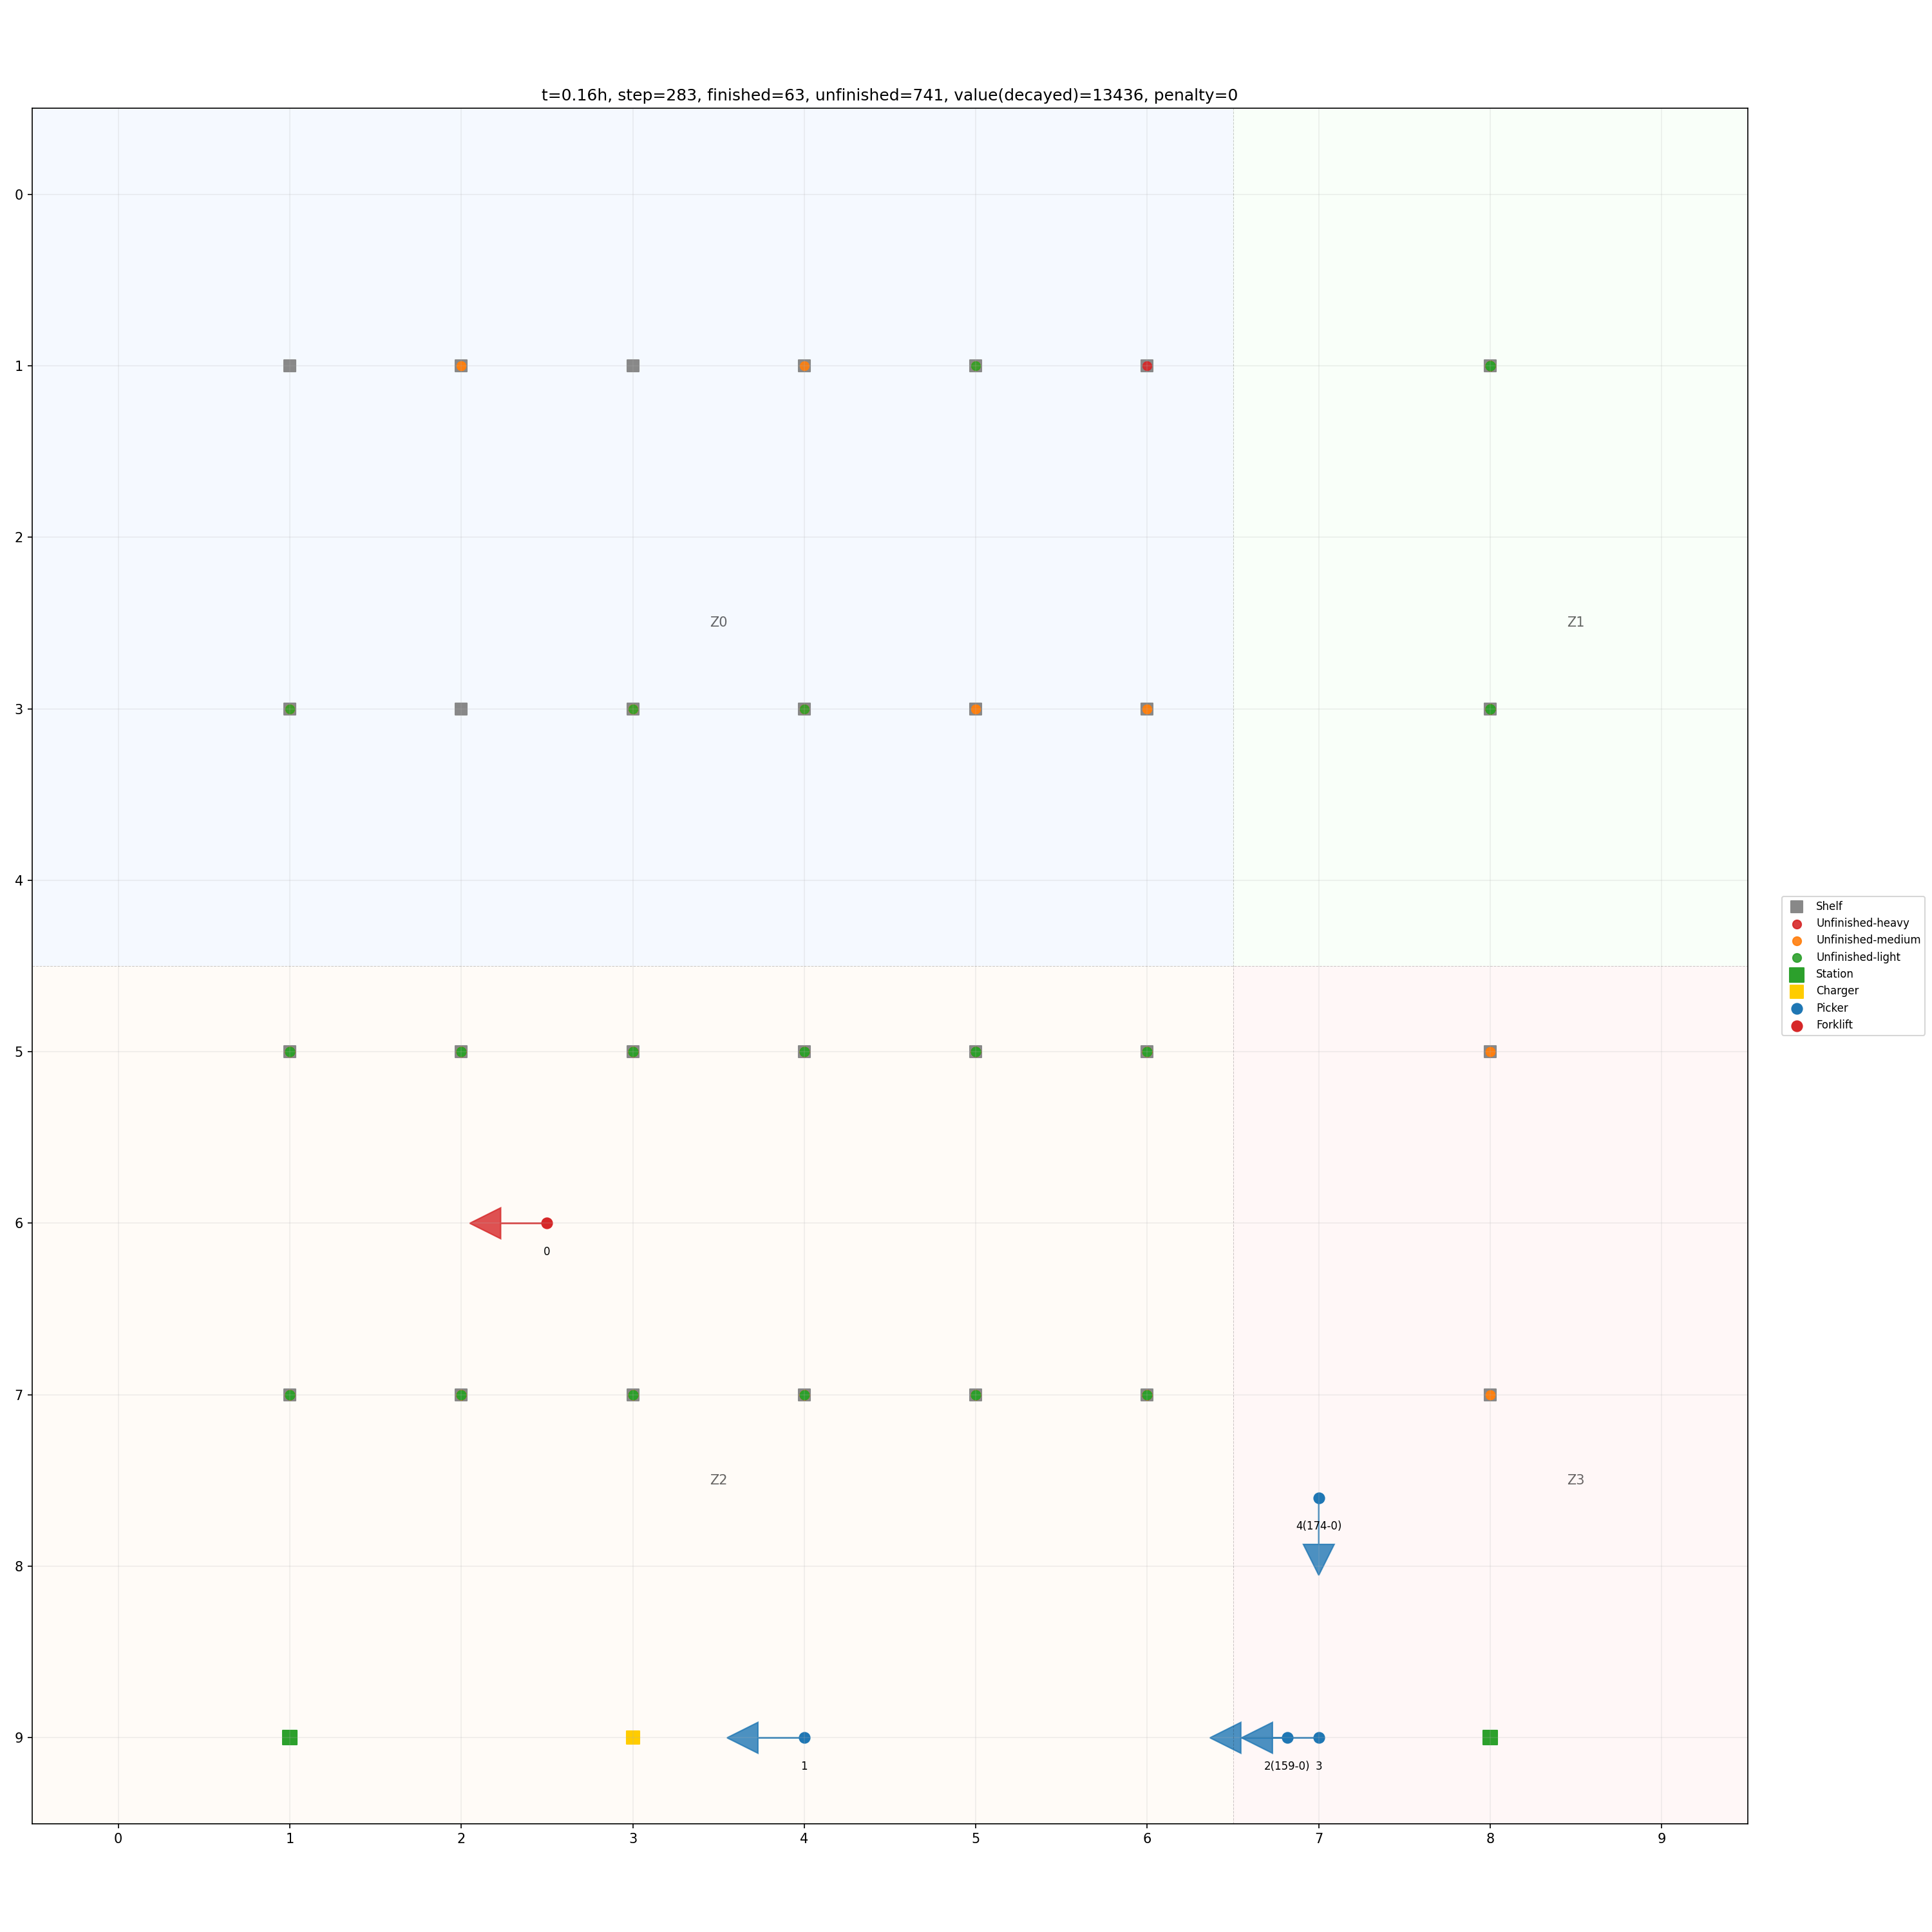 t=0.16h, step=283, finished=63, unfinished=741, value(decayed)=13436, penalty=0
0
1
2
Z0
Z1
3
4
Shelf
Unfinished-heavy
Unfinished-medium
Unfinished-light
Station
Charger
Picker
Forklift
5
6
0
7
Z2
Z3
4(174-0)
8
9
1
2(159-0) 3
0 1 2 3 4 5 6 7 8 9